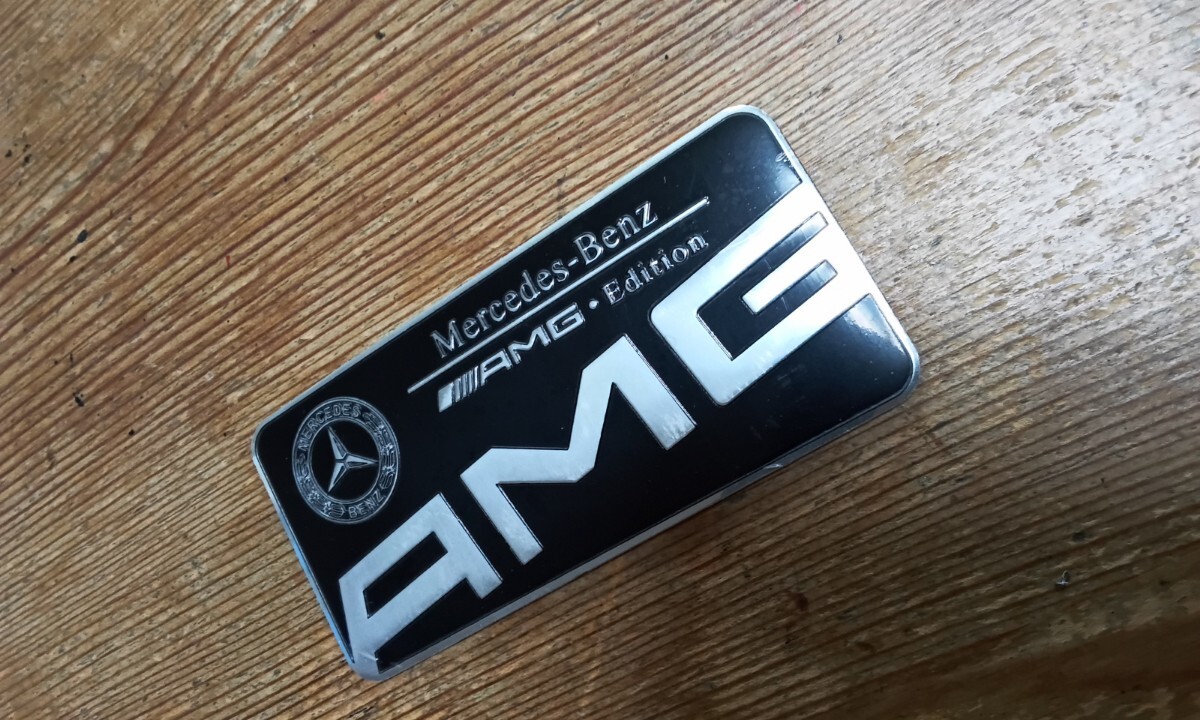 Mercedes-Benz
AMG · Edition
MERCEDES
BENZ
AMG